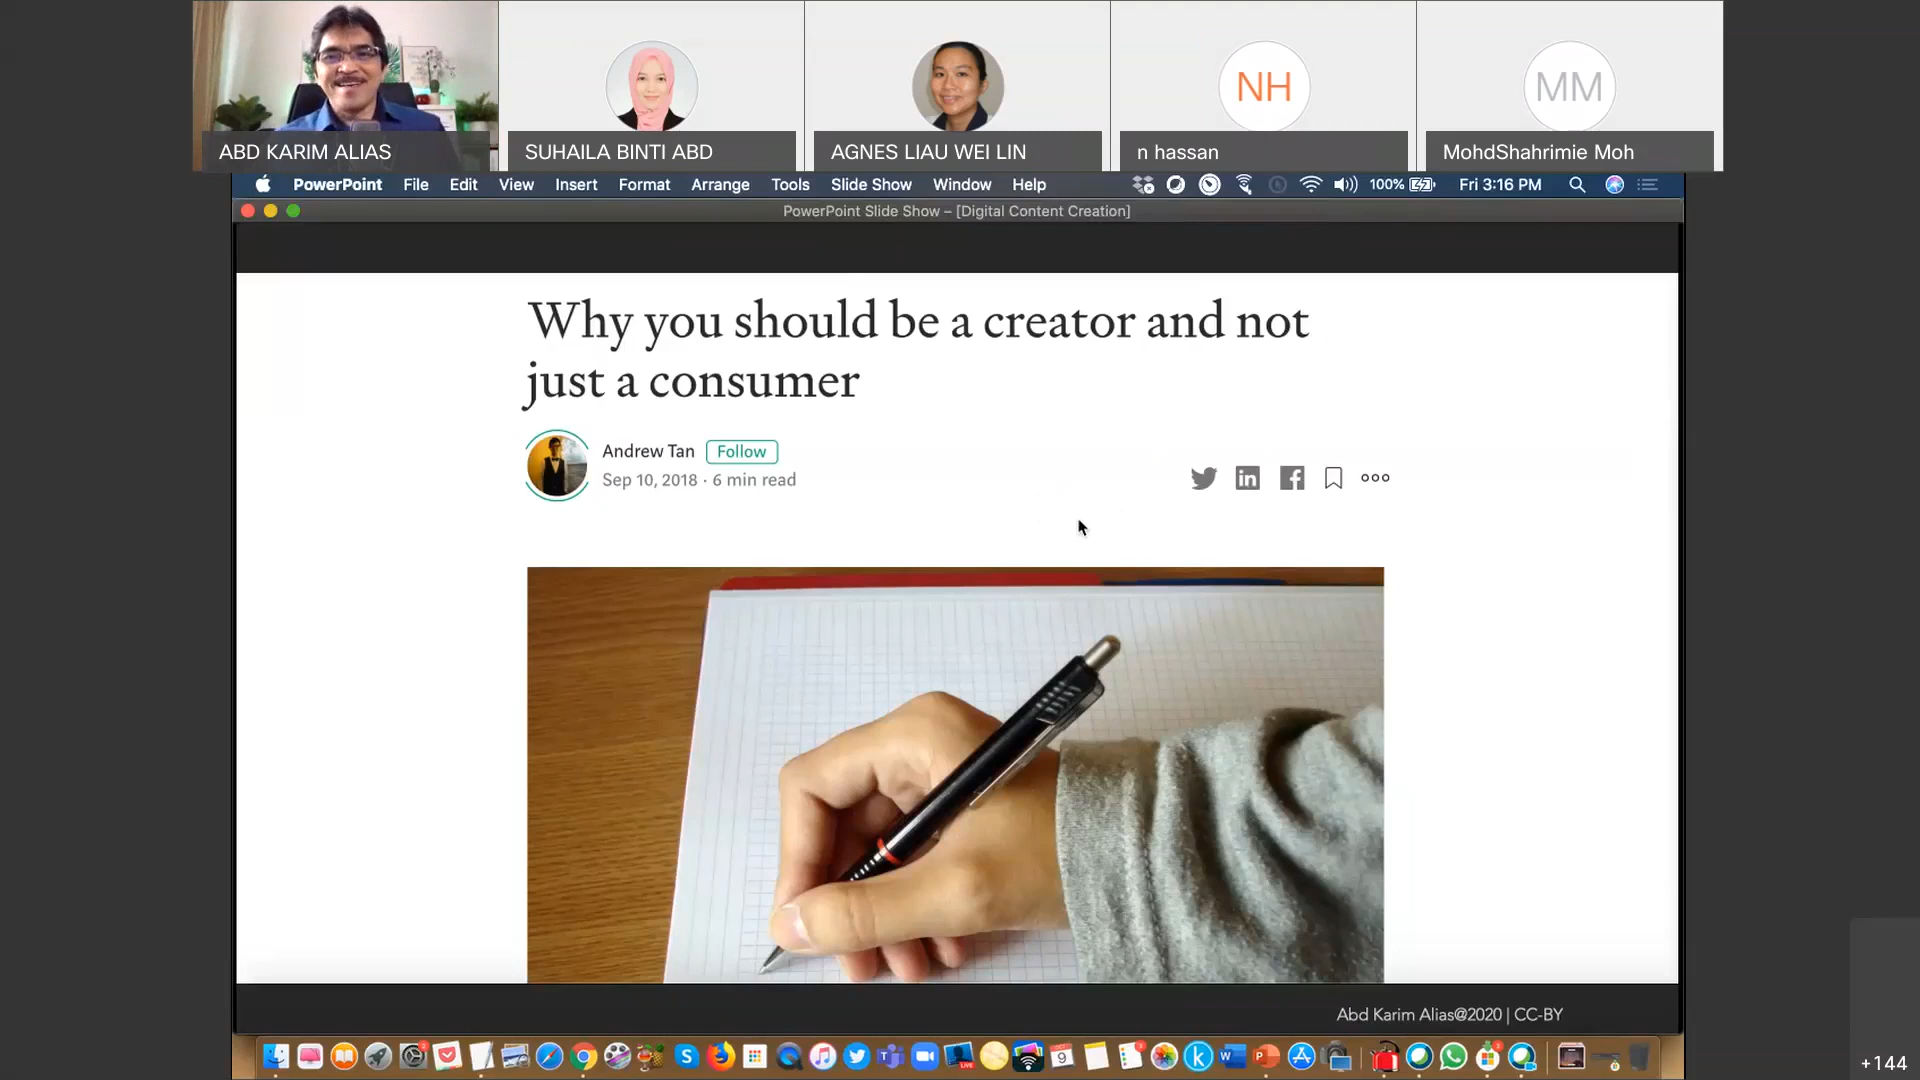 NH
MM
ABD KARIM ALIAS
SUHAILA BINTI ABD
AGNES LIAU WEI LIN
n hassan
MohdShahrimie Moh
PowerPoint File Edit View Insert Format Arrange Tools Slide Show Window Help 100% Fri 3:16 PM
PowerPoint Slide Show – [Digital Content Creation]
Why you should be a creator and not
just a consumer
Andrew Tan Follow
Sep 10, 2018 · 6 min read
Abd Karim Alias@2020 | CC-BY
+144